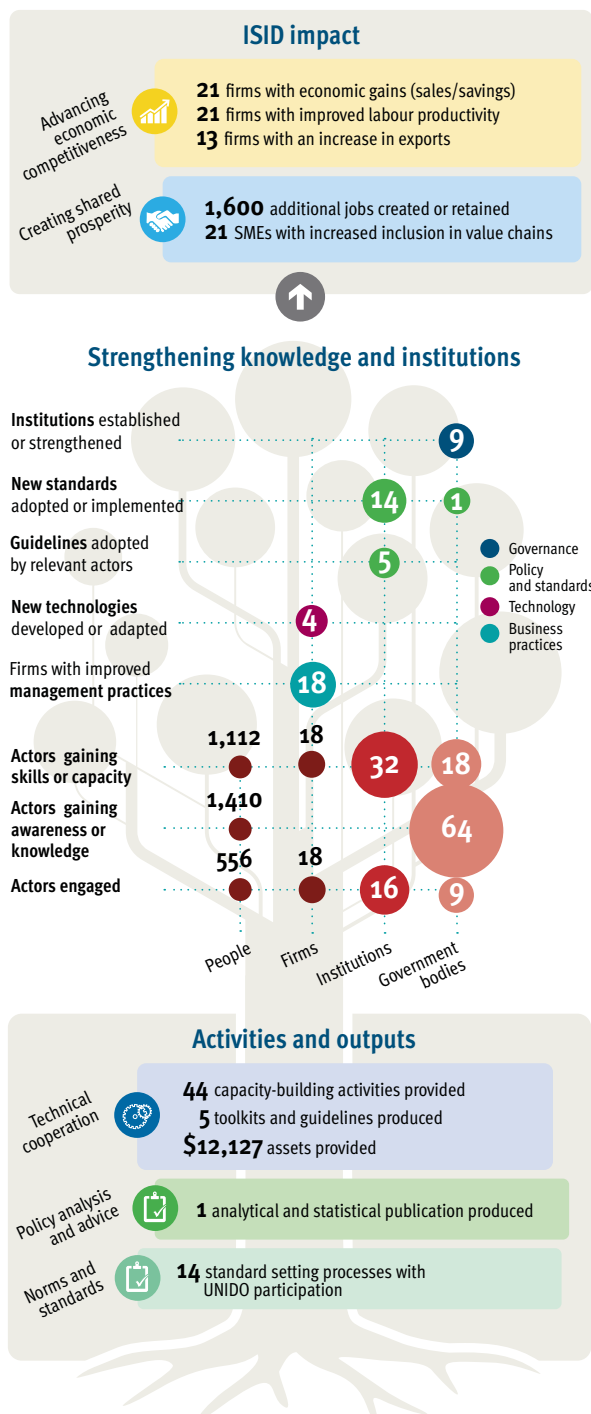 ISID impact
Advancing
economic
competitiveness
21 firms with economic gains (sales/savings)
21 firms with improved labour productivity
13 firms with an increase in exports
Creating shared
prosperity
1,600 additional jobs created or retained
21 SMEs with increased inclusion in value chains
Strengthening knowledge and institutions
Institutions established
or strengthened
9
New standards
adopted or implemented
14
1
Guidelines adopted
by relevant actors
5
Governance
Policy
and standards
Technology
Business
practices
New technologies
developed or adapted
4
Firms with improved
management practices
18
Actors gaining
skills or capacity
1,112
18
32
18
Actors gaining
awareness or
knowledge
1,410
64
Actors engaged
556
18
16
9
People
Firms
Institutions
Government
bodies
Activities and outputs
Technical
cooperation
44 capacity-building activities provided
5 toolkits and guidelines produced
$12,127 assets provided
Policy analysis
and advice
1 analytical and statistical publication produced
Norms and
standards
14 standard setting processes with
UNIDO participation